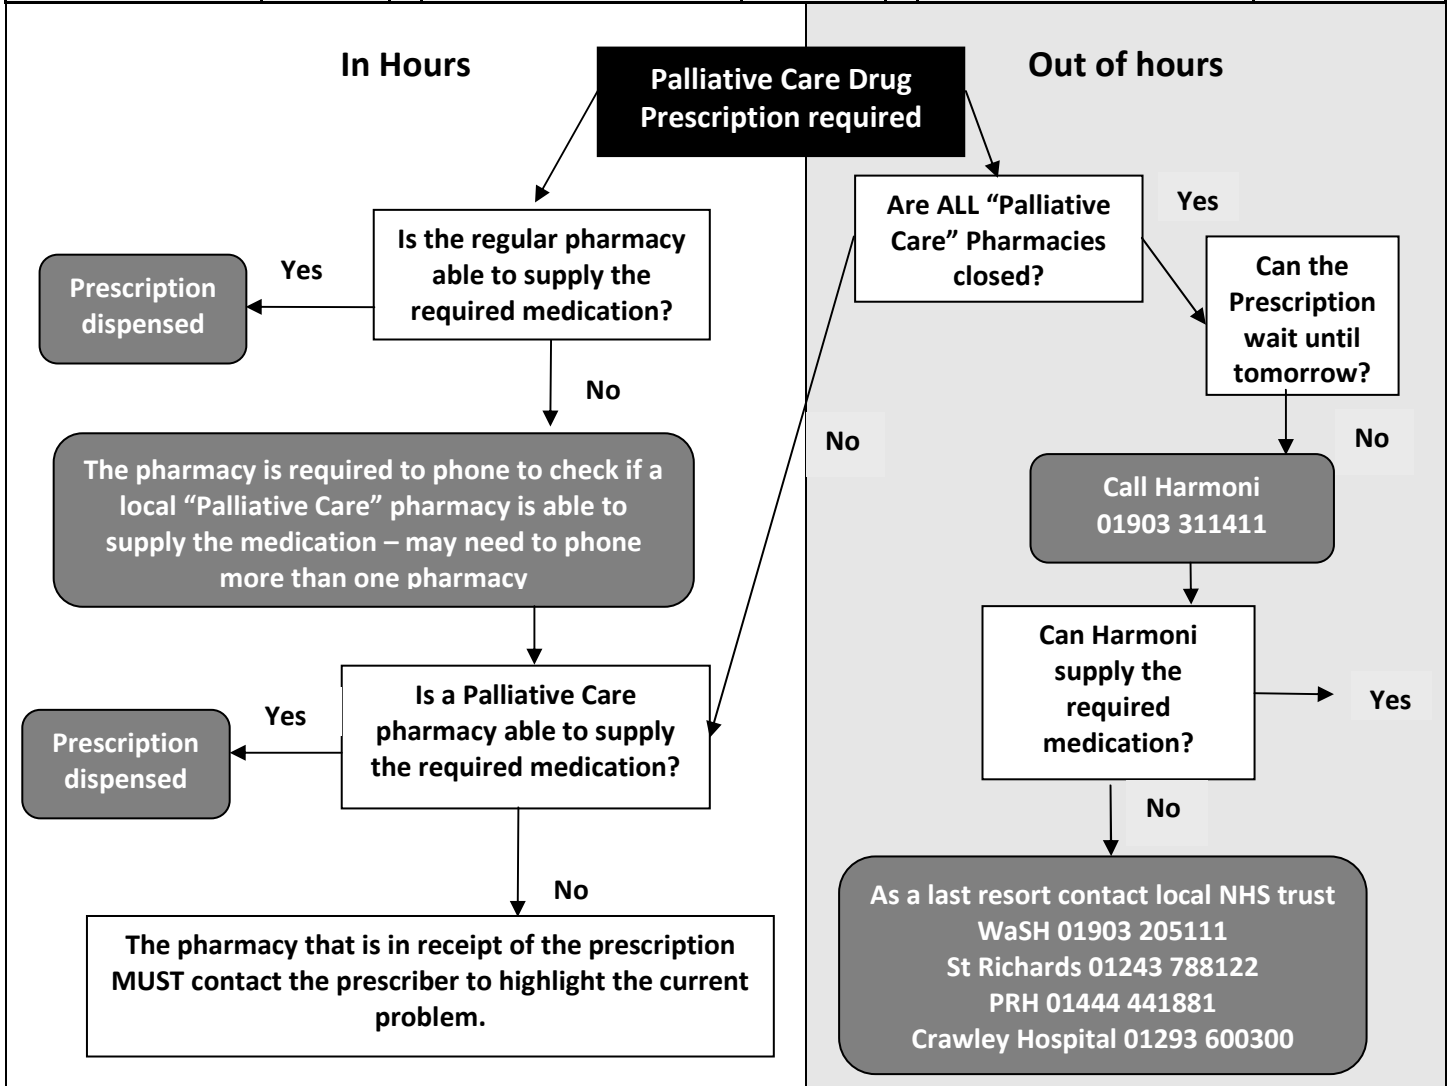 In Hours
Palliative Care Drug
Prescription required
Out of hours
Is the regular pharmacy
able to supply the
required medication?
Yes
Prescription
dispensed
No
The pharmacy is required to phone to check if a
local “Palliative Care” pharmacy is able to
supply the medication – may need to phone
more than one pharmacy
Is a Palliative Care
pharmacy able to supply
the required medication?
Yes
Prescription
dispensed
No
The pharmacy that is in receipt of the prescription
MUST contact the prescriber to highlight the current
problem.
Are ALL “Palliative
Care” Pharmacies
closed?
Yes
No
Can the
Prescription
wait until
tomorrow?
No
Call Harmoni
01903 311411
Can Harmoni
supply the
required
medication?
Yes
No
As a last resort contact local NHS trust
WaSH 01903 205111
St Richards 01243 788122
PRH 01444 441881
Crawley Hospital 01293 600300